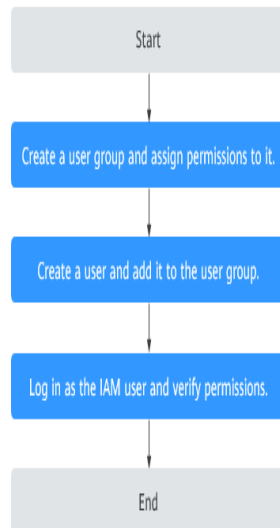 Start
Create a user group and assign permissions to it.
Create a user and add it to the user group.
Log in as the IAM user and verify permissions.
End